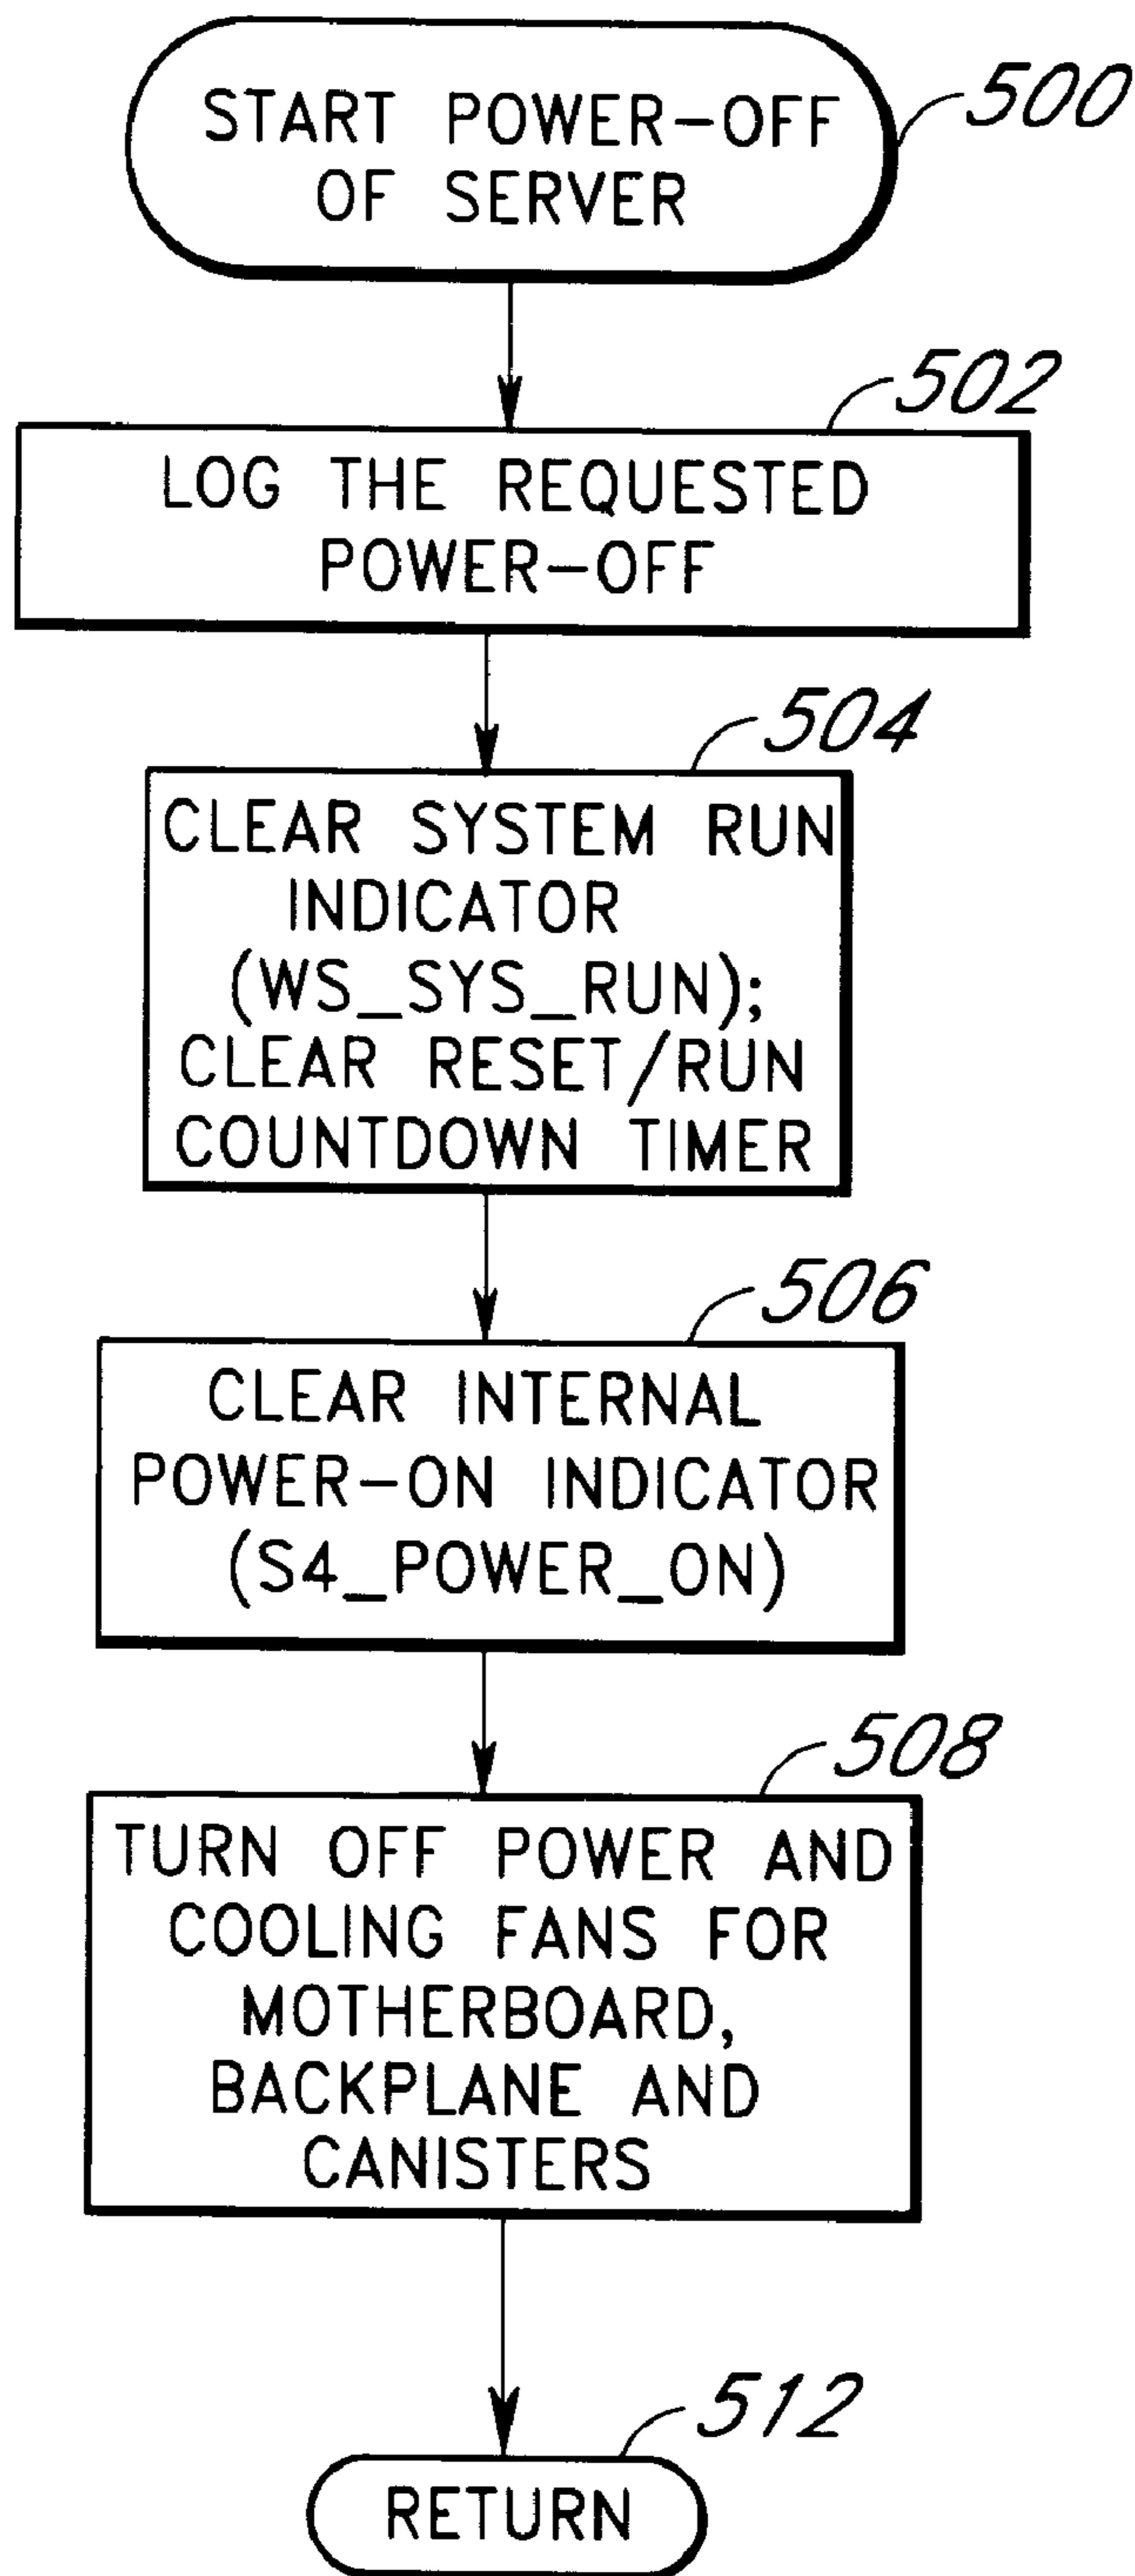 START POWER-OFF
OF SERVER
500
502
LOG THE REQUESTED
POWER-OFF
504
CLEAR SYSTEM RUN
INDICATOR
(WS_SYS_RUN);
CLEAR RESET/RUN
COUNTDOWN TIMER
506
CLEAR INTERNAL
POWER-ON INDICATOR
(S4_POWER_ON)
508
TURN OFF POWER AND
COOLING FANS FOR
MOTHERBOARD,
BACKPLANE AND
CANISTERS
512
RETURN